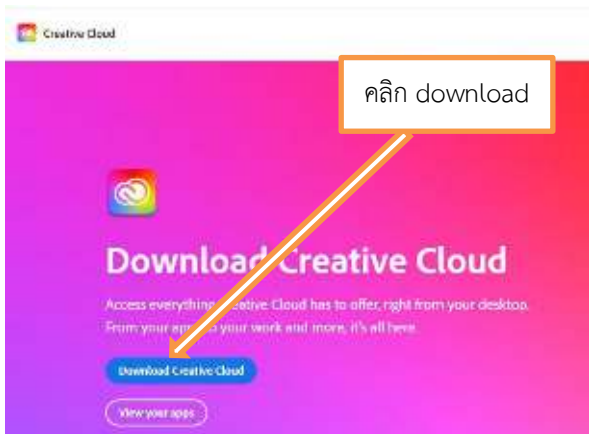 Creative Cloud
คลิก download
Download Creative Cloud
Access everything Creative Cloud has to offer, right from your desktop.
From your apps to your work and more, it's all here.
Download Creative Cloud
View your apps